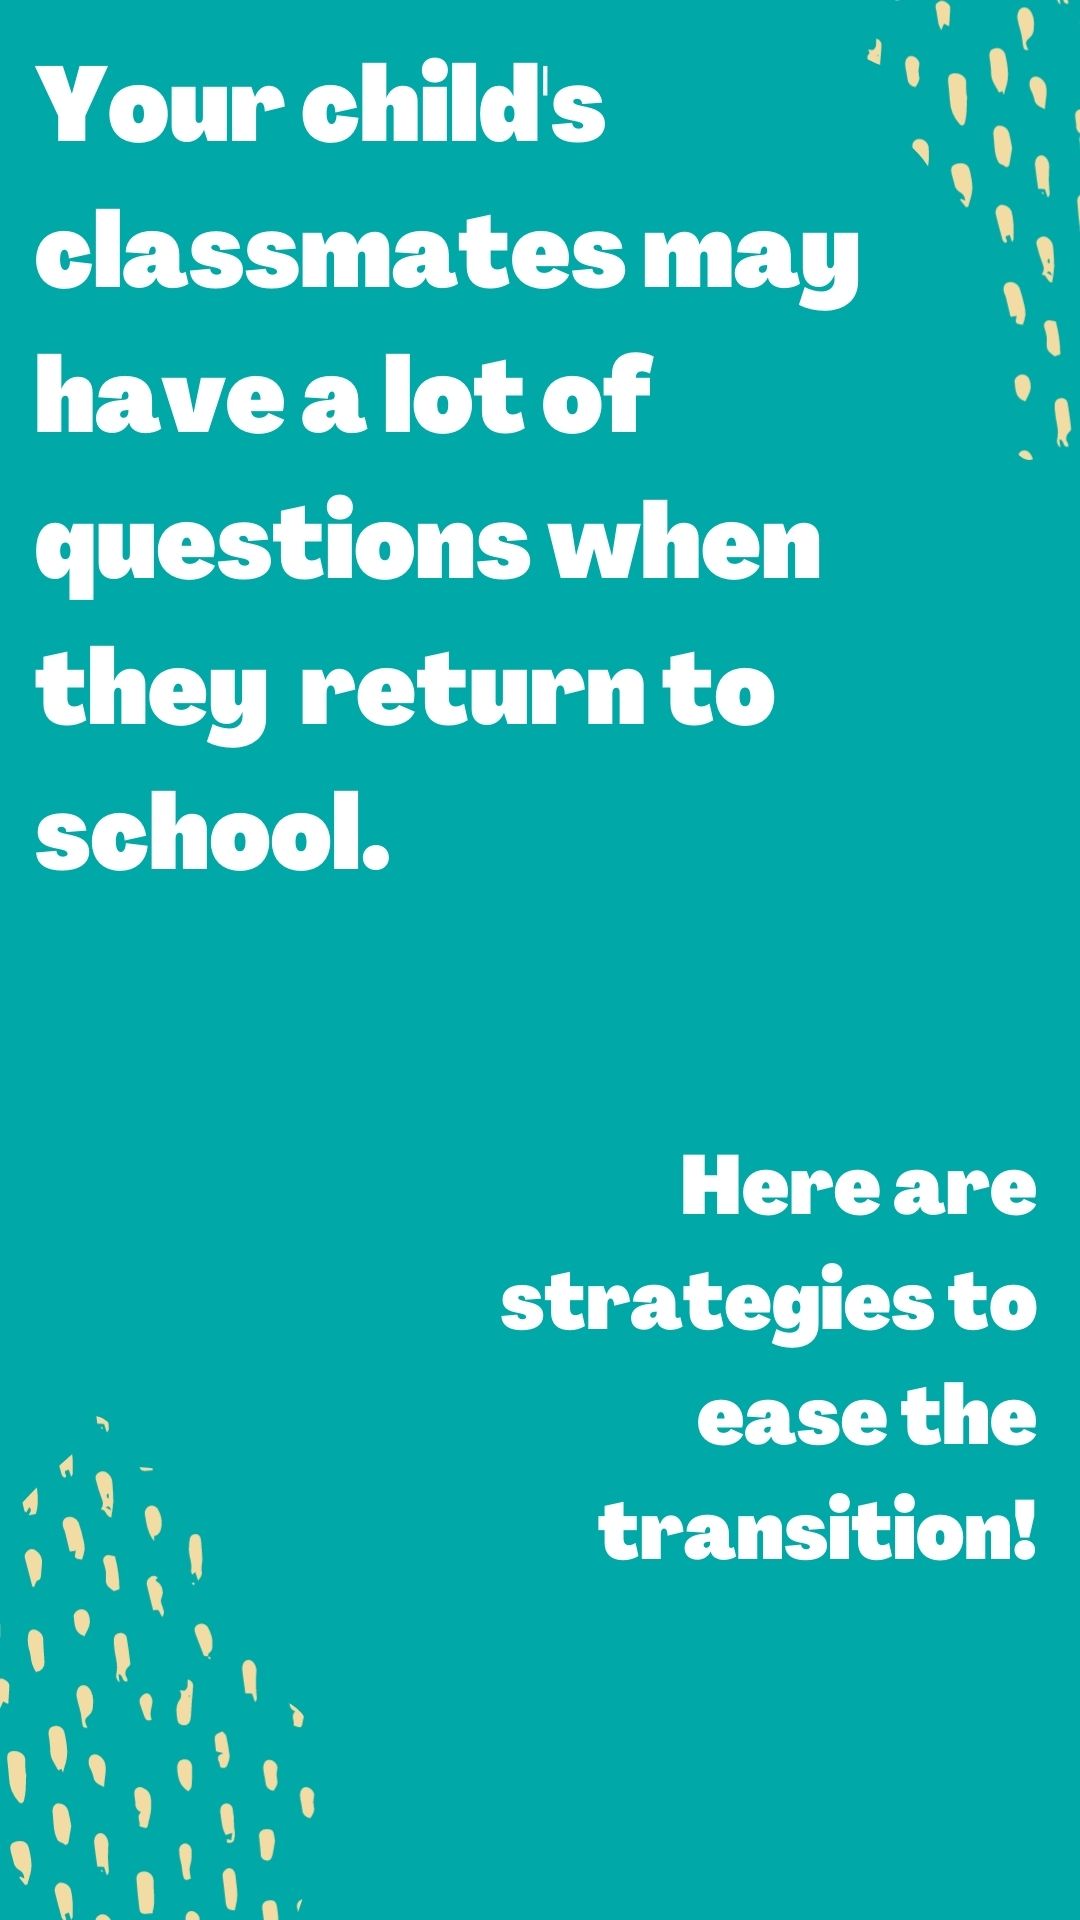 Your child's
classmates may
have a lot of
questions when
they  return to
school.
Here are
strategies to
ease the
transition!